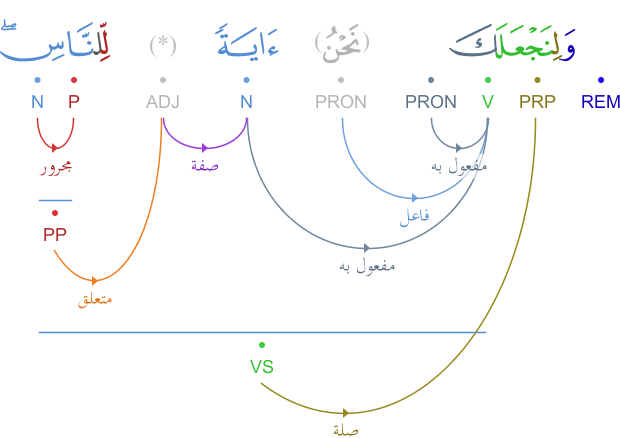 وَلِنَجْعَلَكَ (نَحْنُ) ءَايَةً (*) لِّلنَّاسِ ۖ
REM PRP V PRON PRON N ADJ P N
مفعول به صفة مجرور
فاعل
مفعول به
PP
متعلق
VS
صلة